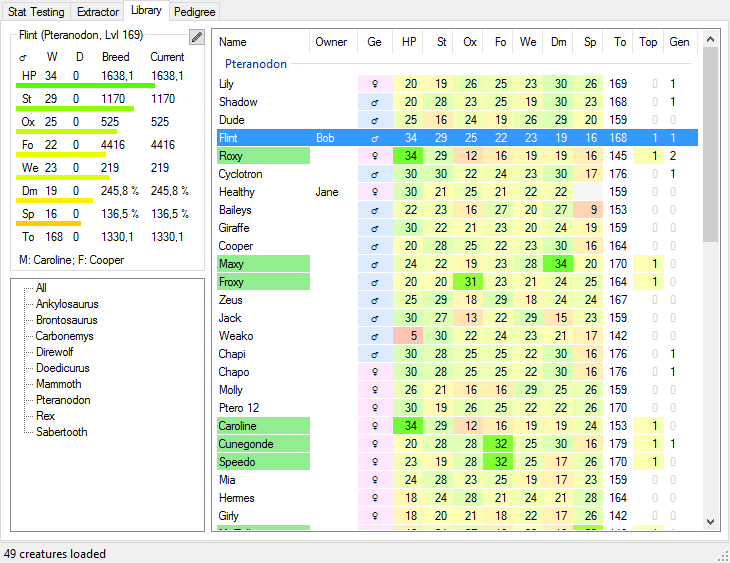 Stat Testing Extractor Library Pedigree
Flint (Pteranodon, Lvl 169)
♂ W D Breed Current
HP 34 0 1638,1 1638,1
St 29 0 1170 1170
Ox 25 0 525 525
Fo 22 0 4416 4416
We 23 0 219 219
Dm 19 0 245,8 % 245,8 %
Sp 16 0 136,5 % 136,5 %
To 168 0 1330,1 1330,1
M: Caroline; F: Cooper
All
Ankylosaurus
Brontosaurus
Carbonemys
Direwolf
Doedicurus
Mammoth
Pteranodon
Rex
Sabertooth
Name Owner Ge HP St Ox Fo We Dm Sp To Top Gen
Pteranodon
Lily ♀ 20 19 26 25 23 30 26 169 0 1
Shadow ♂ 20 28 23 25 19 30 23 168 0 1
Dude ♂ 25 16 24 19 26 29 20 159 0 0
Flint Bob ♂ 34 29 25 22 23 19 16 168 1 1
Roxy ♀ 34 29 12 16 19 19 16 145 1 2
Cyclotron ♂ 30 30 22 24 23 30 17 176 0 1
Healthy Jane ♀ 30 21 25 21 22 22 159 0 0
Baileys ♂ 22 23 16 27 20 27 9 153 0 0
Giraffe ♂ 30 22 21 23 20 24 19 159 0 0
Cooper ♂ 20 28 25 22 23 30 16 164 0 0
Maxy ♂ 24 22 19 23 28 34 20 170 1 0
Froxy ♂ 20 20 31 23 21 24 25 164 1 0
Zeus ♂ 25 29 18 29 18 24 24 167 0 0
Jack ♂ 30 27 13 22 29 15 23 159 0 0
Weako ♂ 5 30 22 24 23 21 17 142 0 0
Chapi ♂ 30 28 25 25 22 30 16 176 0 1
Chapo ♀ 30 28 25 25 22 30 16 176 0 1
Molly ♀ 26 21 16 16 29 25 26 159 0 0
Ptero 12 ♀ 30 19 26 25 22 22 26 170 0 0
Caroline ♀ 34 29 12 16 19 19 24 153 1 0
Cunegonde ♀ 20 28 28 32 25 30 16 179 1 1
Speedo ♀ 23 19 28 32 25 17 26 170 1 0
Mia ♀ 24 28 23 25 19 17 23 159 0 0
Hermes ♀ 18 24 28 21 24 21 28 164 0 0
Girly ♀ 18 20 21 18 22 17 26 142 0 0
49 creatures loaded